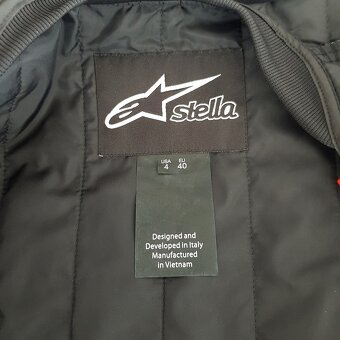 stella
USA EU
4 40
Designed and
Developed in Italy
Manufactured
in Vietnam